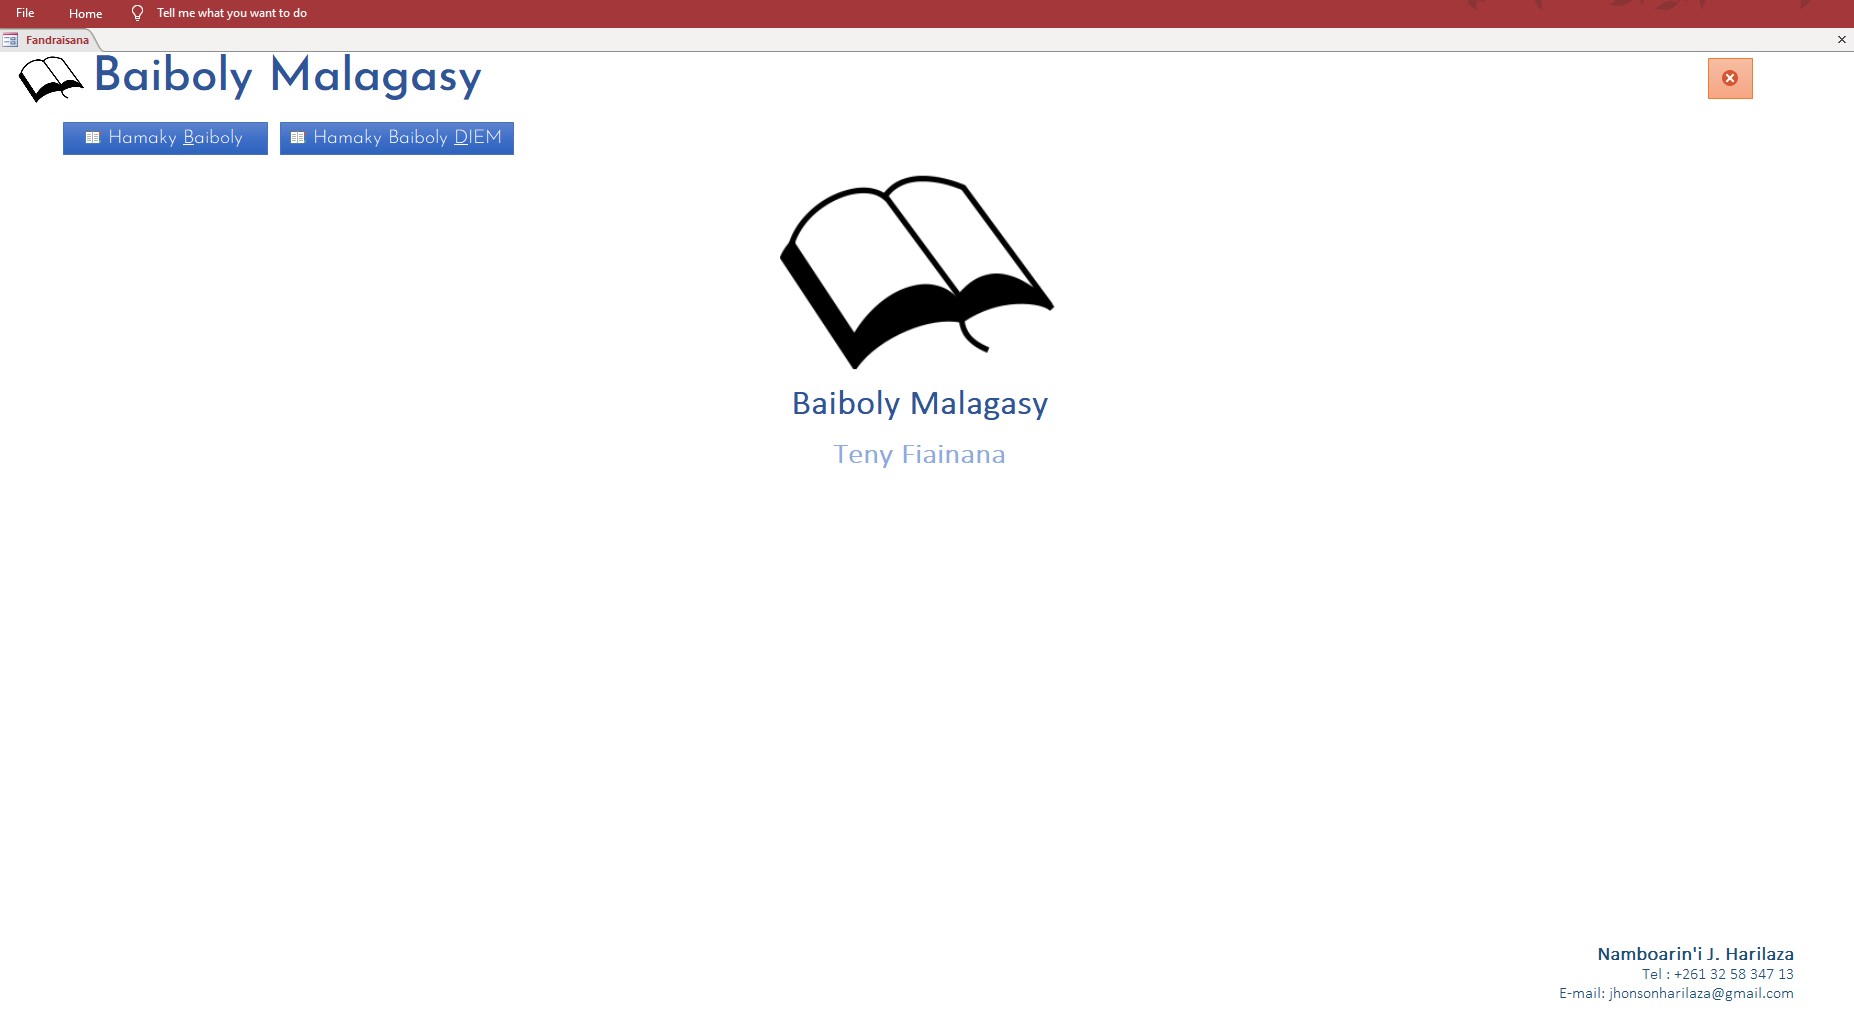 File Home Tell me what you want to do
Fandraisana
Baiboly Malagasy
Hamaky Baiboly Hamaky Baiboly DIEM
Baiboly Malagasy
Teny Fiainana
Namboarin'i J. Harilaza
Tel : +261 32 58 347 13
E-mail: jhonsonharilaza@gmail.com